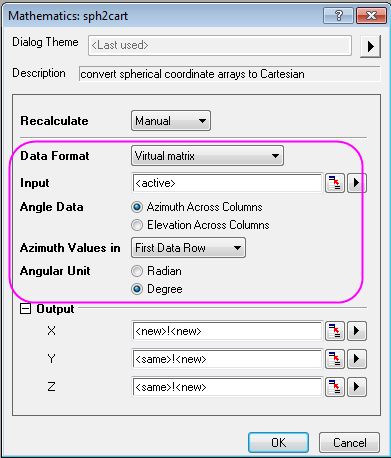 Mathematics: sph2cart
Dialog Theme <Last used>
Description convert spherical coordinate arrays to Cartesian
Recalculate Manual
Data Format Virtual matrix
Input <active>
Angle Data Azimuth Across Columns
Elevation Across Columns
Azimuth Values in First Data Row
Angular Unit Radian
Degree
Output
X <new>!<new>
Y <same>!<new>
Z <same>!<new>
OK Cancel